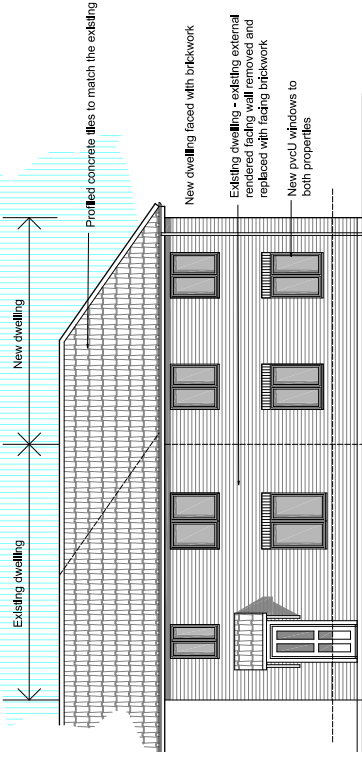 Existing dwelling
New dwelling
Profiled concrete tiles to match the existing
New dwelling faced with brickwork
Existing dwelling - existing external
rendered facing wall removed and
replaced with facing brickwork
New pvcU windows to
both properties